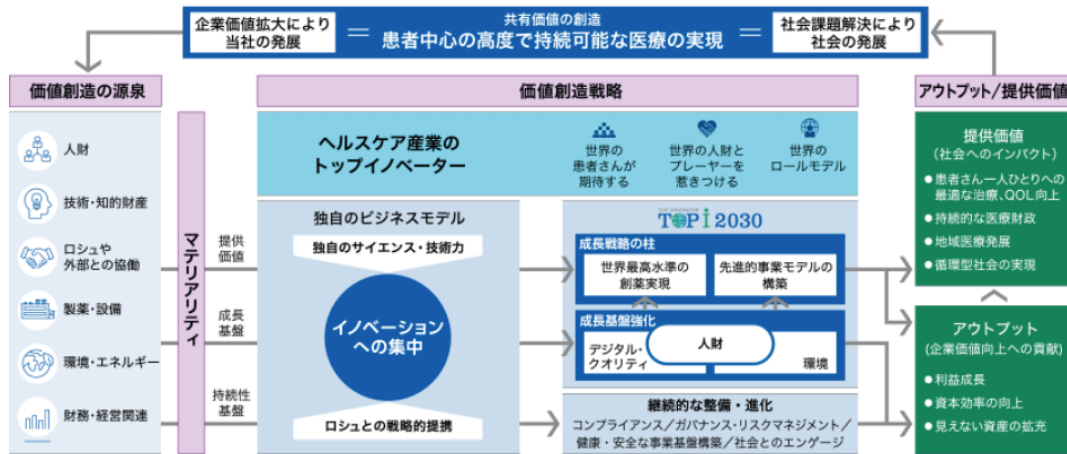 企業価値拡大により
当社の発展
=
共有価値の創造
患者中心の高度で持続可能な医療の実現
=
社会課題解決により
社会の発展
価値創造の源泉
価値創造戦略
アウトプット/提供価値
人財
技術・知的財産
ロシュや
外部との協働
製薬・設備
環境・エネルギー
財務・経営関連
マテリアリティ
提供
価値
成長
基盤
持続性
基盤
ヘルスケア産業の
トップイノベーター
世界の
患者さんが
期待する
世界の人財と
プレーヤーを
惹きつける
世界の
ロールモデル
独自のビジネスモデル
独自のサイエンス・技術力
イノベーション
への集中
ロシュとの戦略的提携
TOP INNOVATOR
TOP i 2030
成長戦略の柱
世界最高水準の
創薬実現
先進的事業モデルの
構築
成長基盤強化
デジタル・
クオリティ
人財
環境
継続的な整備・進化
コンプライアンス/ガバナンス・リスクマネジメント/
健康・安全な事業基盤構築/社会とのエンゲージ
提供価値
(社会へのインパクト)
●患者さん一人ひとりへの
最適な治療、QOL向上
●持続的な医療財政
●地域医療発展
●循環型社会の実現
アウトプット
(企業価値向上への貢献)
●利益成長
●資本効率の向上
●見えない資産の拡充